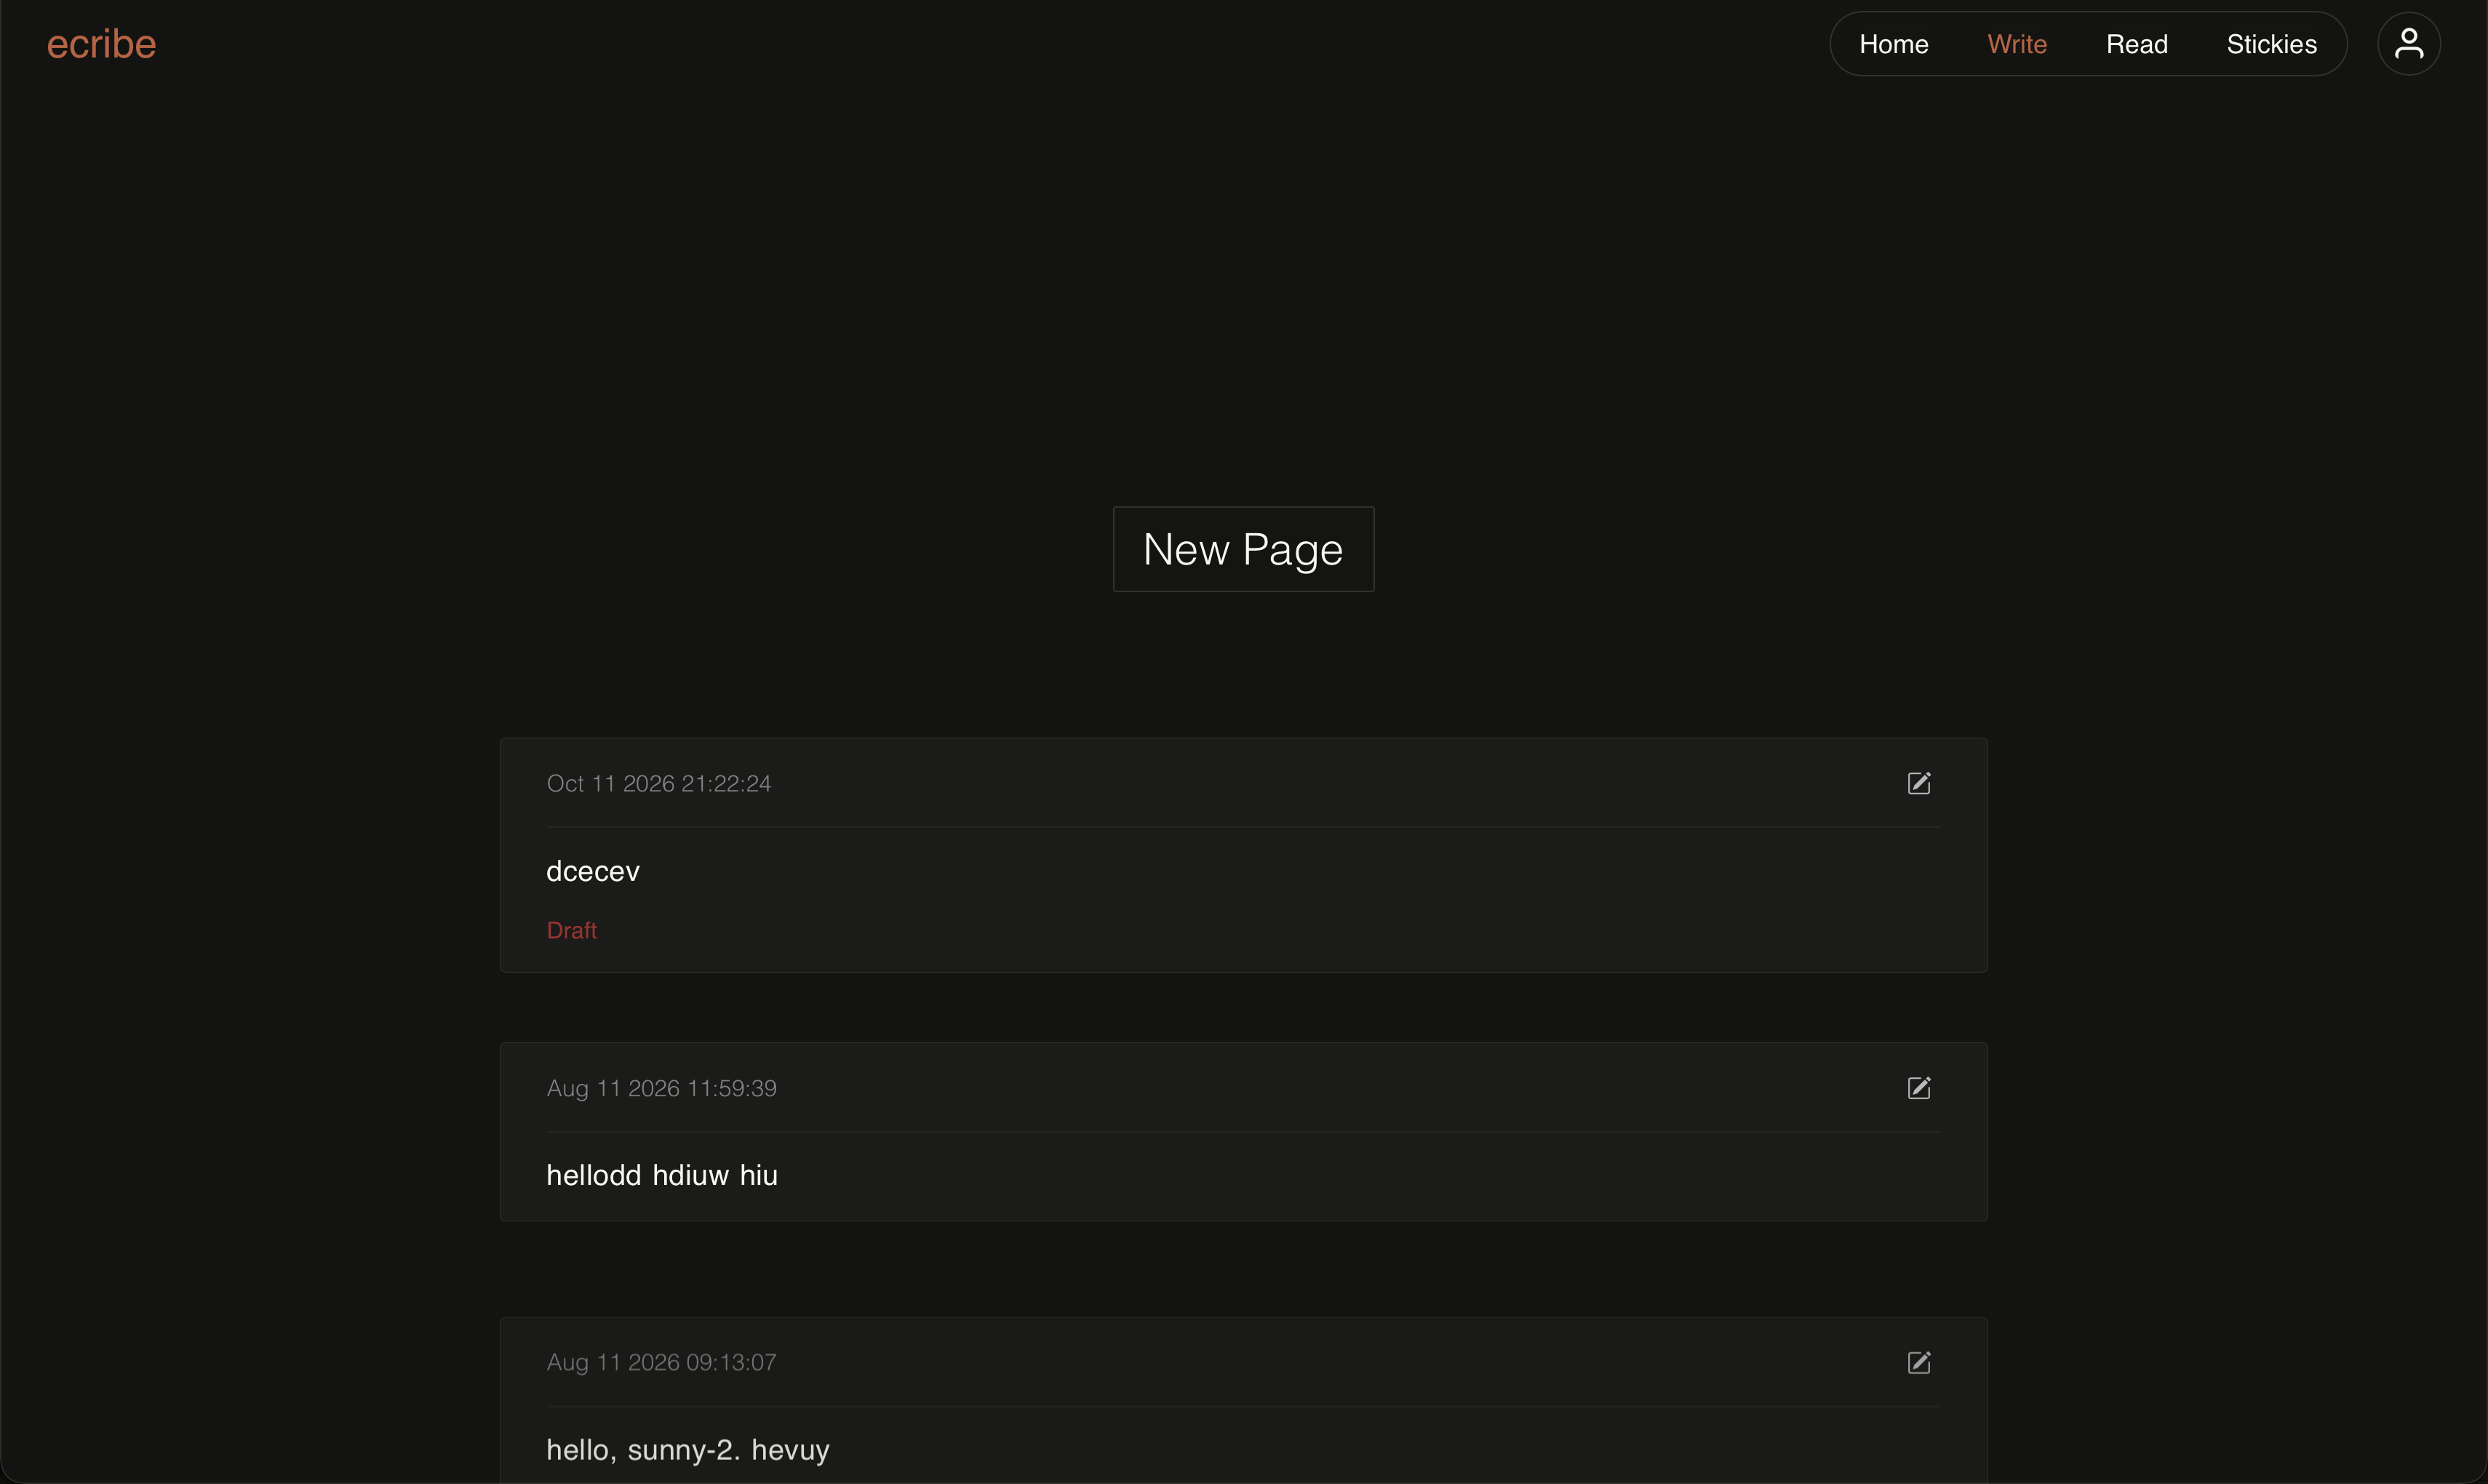 ecribe
Home Write Read Stickies
New Page
Oct 11 2026 21:22:24
dcecev
Draft
Aug 11 2026 11:59:39
hellodd hdiuw hiu
Aug 11 2026 09:13:07
hello, sunny-2. hevuy